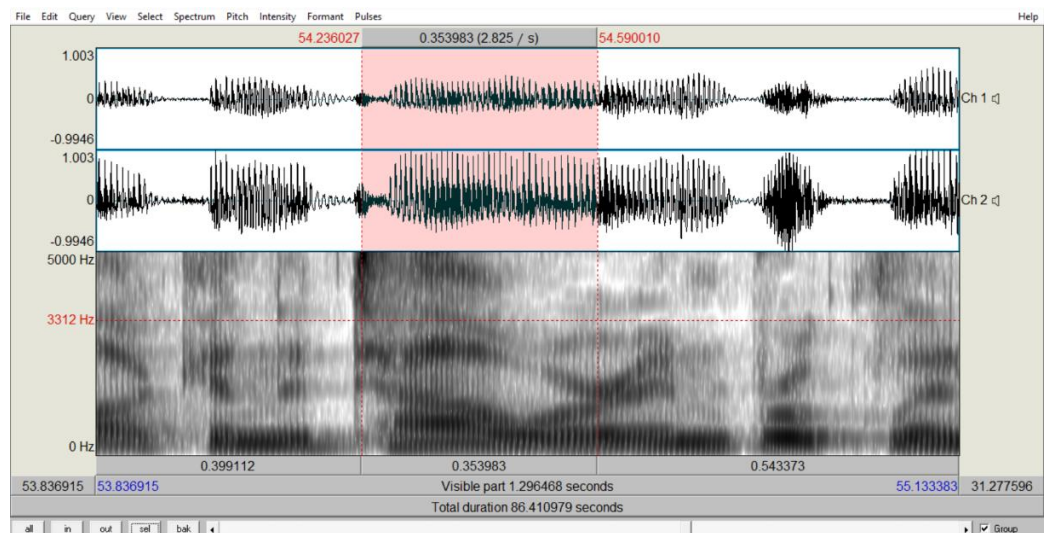 File Edit Query View Select Spectrum Pitch Intensity Formant Pulses Help
54.236027 0.353983 (2.825 / s) 54.590010
1.003
0
-0.9946
Ch 1
1.003
0
-0.9946
Ch 2
5000 Hz
3312 Hz
0 Hz
0.399112 0.353983 0.543373
53.836915 53.836915 Visible part 1.296468 seconds 55.133383 31.277596
Total duration 86.410979 seconds
all in out sel bak Group